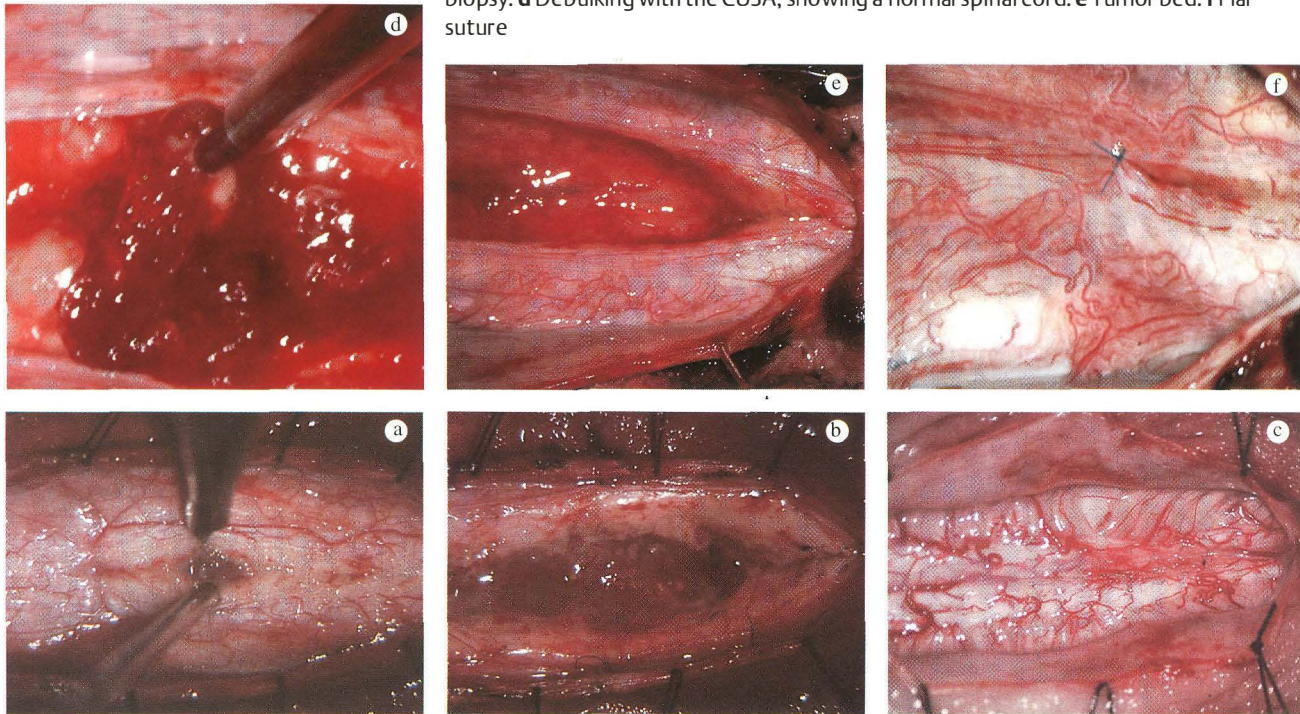 biopsy. d Debulking with the CUSA, showing a normal spinal cord. e Tumor bed. f Pial
suture
d
e
f
a
b
c